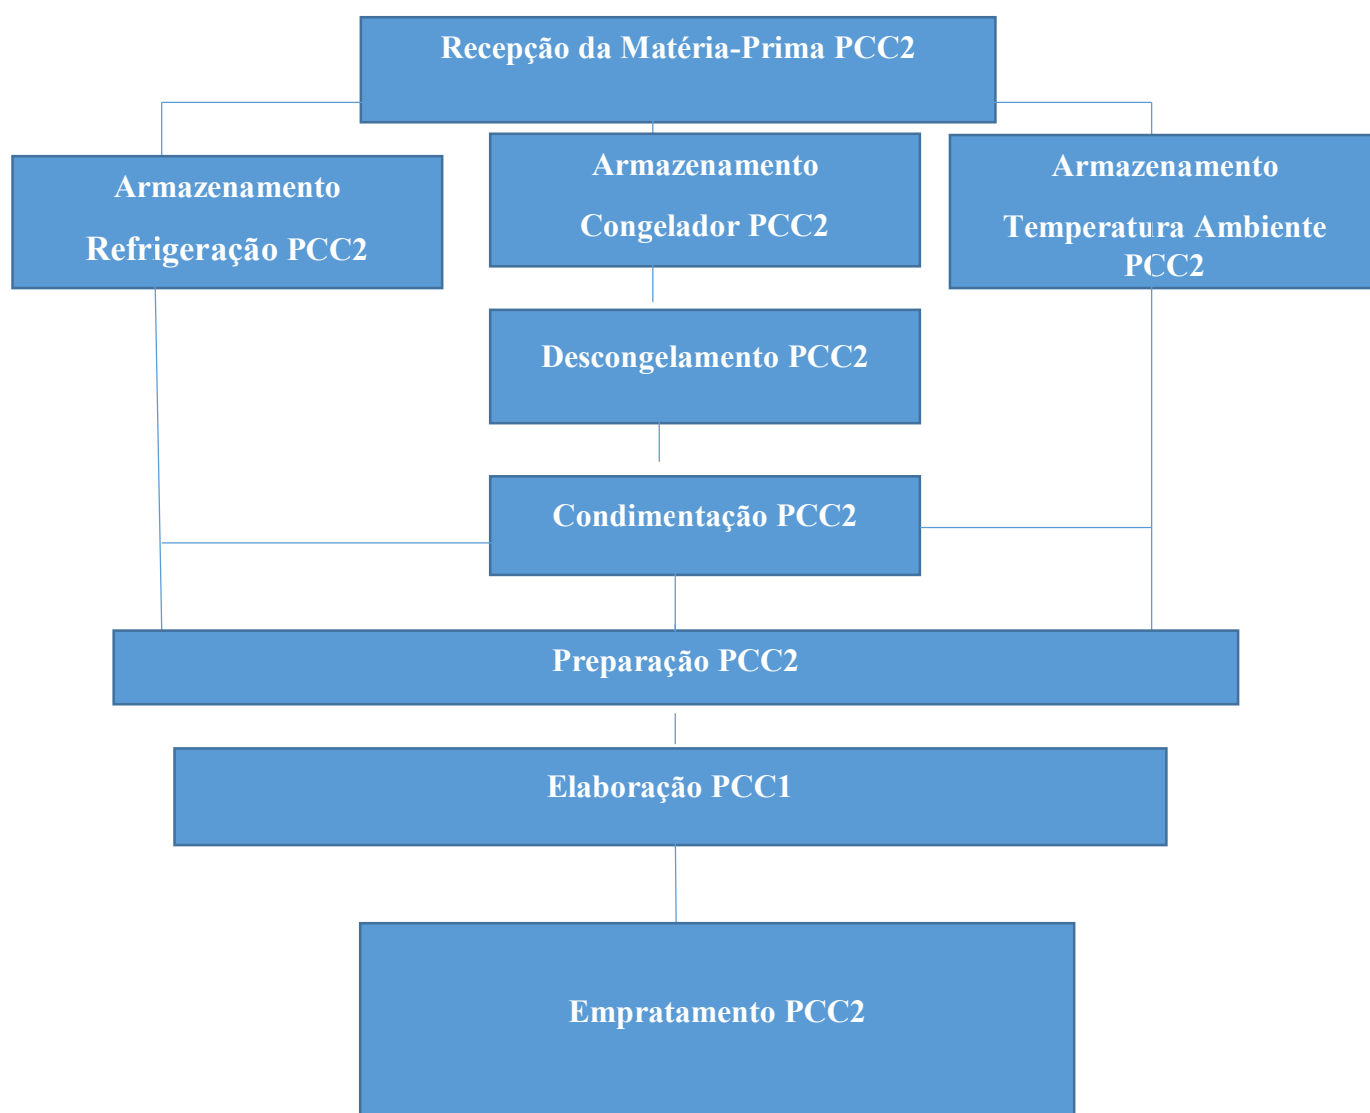 Recepção da Matéria-Prima PCC2
Armazenamento
Refrigeração PCC2
Armazenamento
Congelador PCC2
Armazenamento
Temperatura Ambiente
PCC2
Descongelamento PCC2
Condimentação PCC2
Preparação PCC2
Elaboração PCC1
Empratamento PCC2